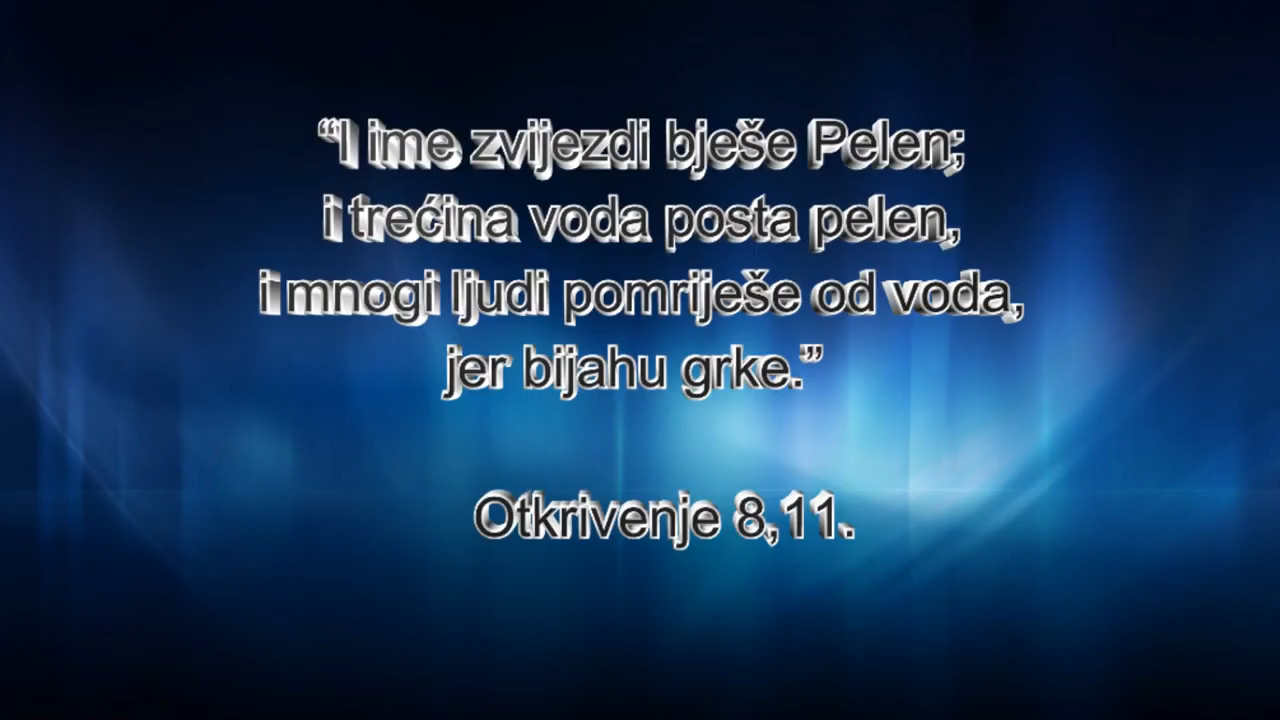 “I ime zvijezdi bješe Pelen;
i trećina voda posta pelen,
i mnogi ljudi pomriješe od voda,
jer bijahu grke.”
Otkrivenje 8,11.